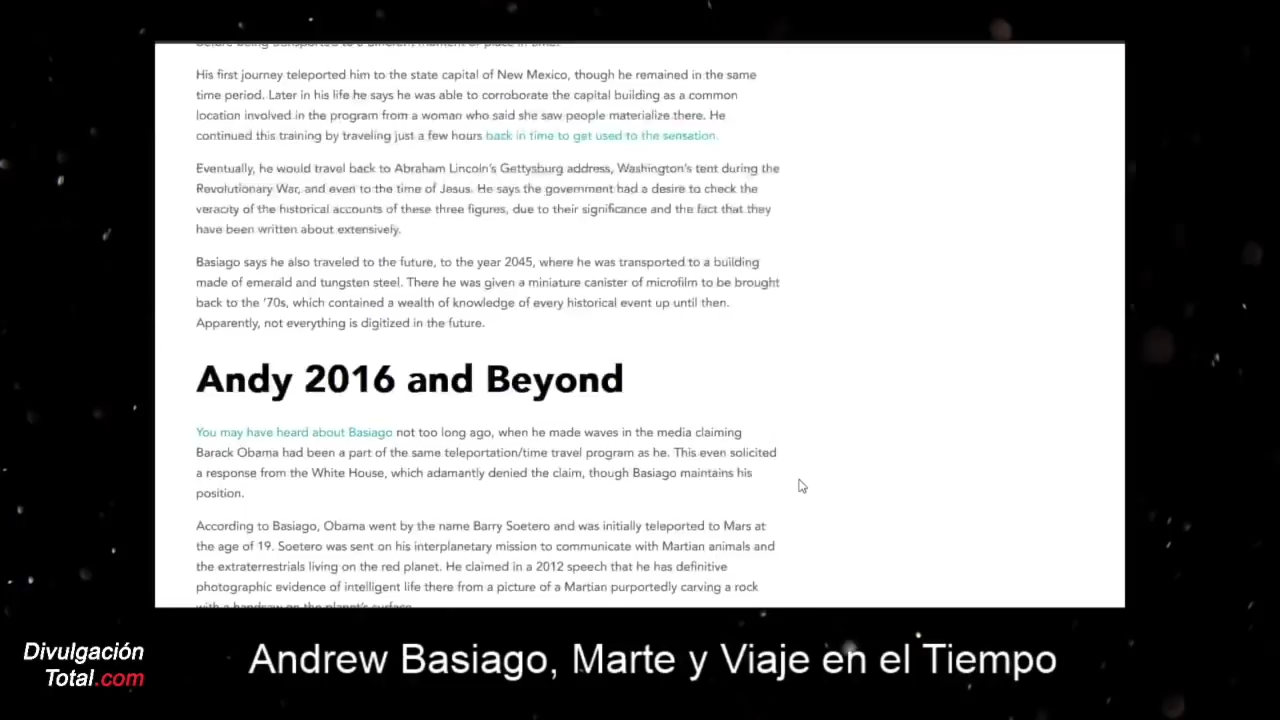 before being transported to a different moment or place in time.
His first journey teleported him to the state capital of New Mexico, though he remained in the same
time period. Later in his life he says he was able to corroborate the capital building as a common
location involved in the program from a woman who said she saw people materialize there. He
continued this training by traveling just a few hours back in time to get used to the sensation.
Eventually, he would travel back to Abraham Lincoln's Gettysburg address, Washington's tent during the
Revolutionary War, and even to the time of Jesus. He says the government had a desire to check the
veracity of the historical accounts of these three figures, due to their significance and the fact that they
have been written about extensively.
Basiago says he also traveled to the future, to the year 2045, where he was transported to a building
made of emerald and tungsten steel. There he was given a miniature canister of microfilm to be brought
back to the '70s, which contained a wealth of knowledge of every historical event up until then.
Apparently, not everything is digitized in the future.
Andy 2016 and Beyond
You may have heard about Basiago not too long ago, when he made waves in the media claiming
Barack Obama had been a part of the same teleportation/time travel program as he. This even solicited
a response from the White House, which adamantly denied the claim, though Basiago maintains his
position.
According to Basiago, Obama went by the name Barry Soetero and was initially teleported to Mars at
the age of 19. Soetero was sent on his interplanetary mission to communicate with Martian animals and
the extraterrestrials living on the red planet. He claimed in a 2012 speech that he has definitive
photographic evidence of intelligent life there from a picture of a Martian purportedly carving a rock
with a handsaw on the planet's surface.
Divulgación
Total.com
Andrew Basiago, Marte y Viaje en el Tiempo